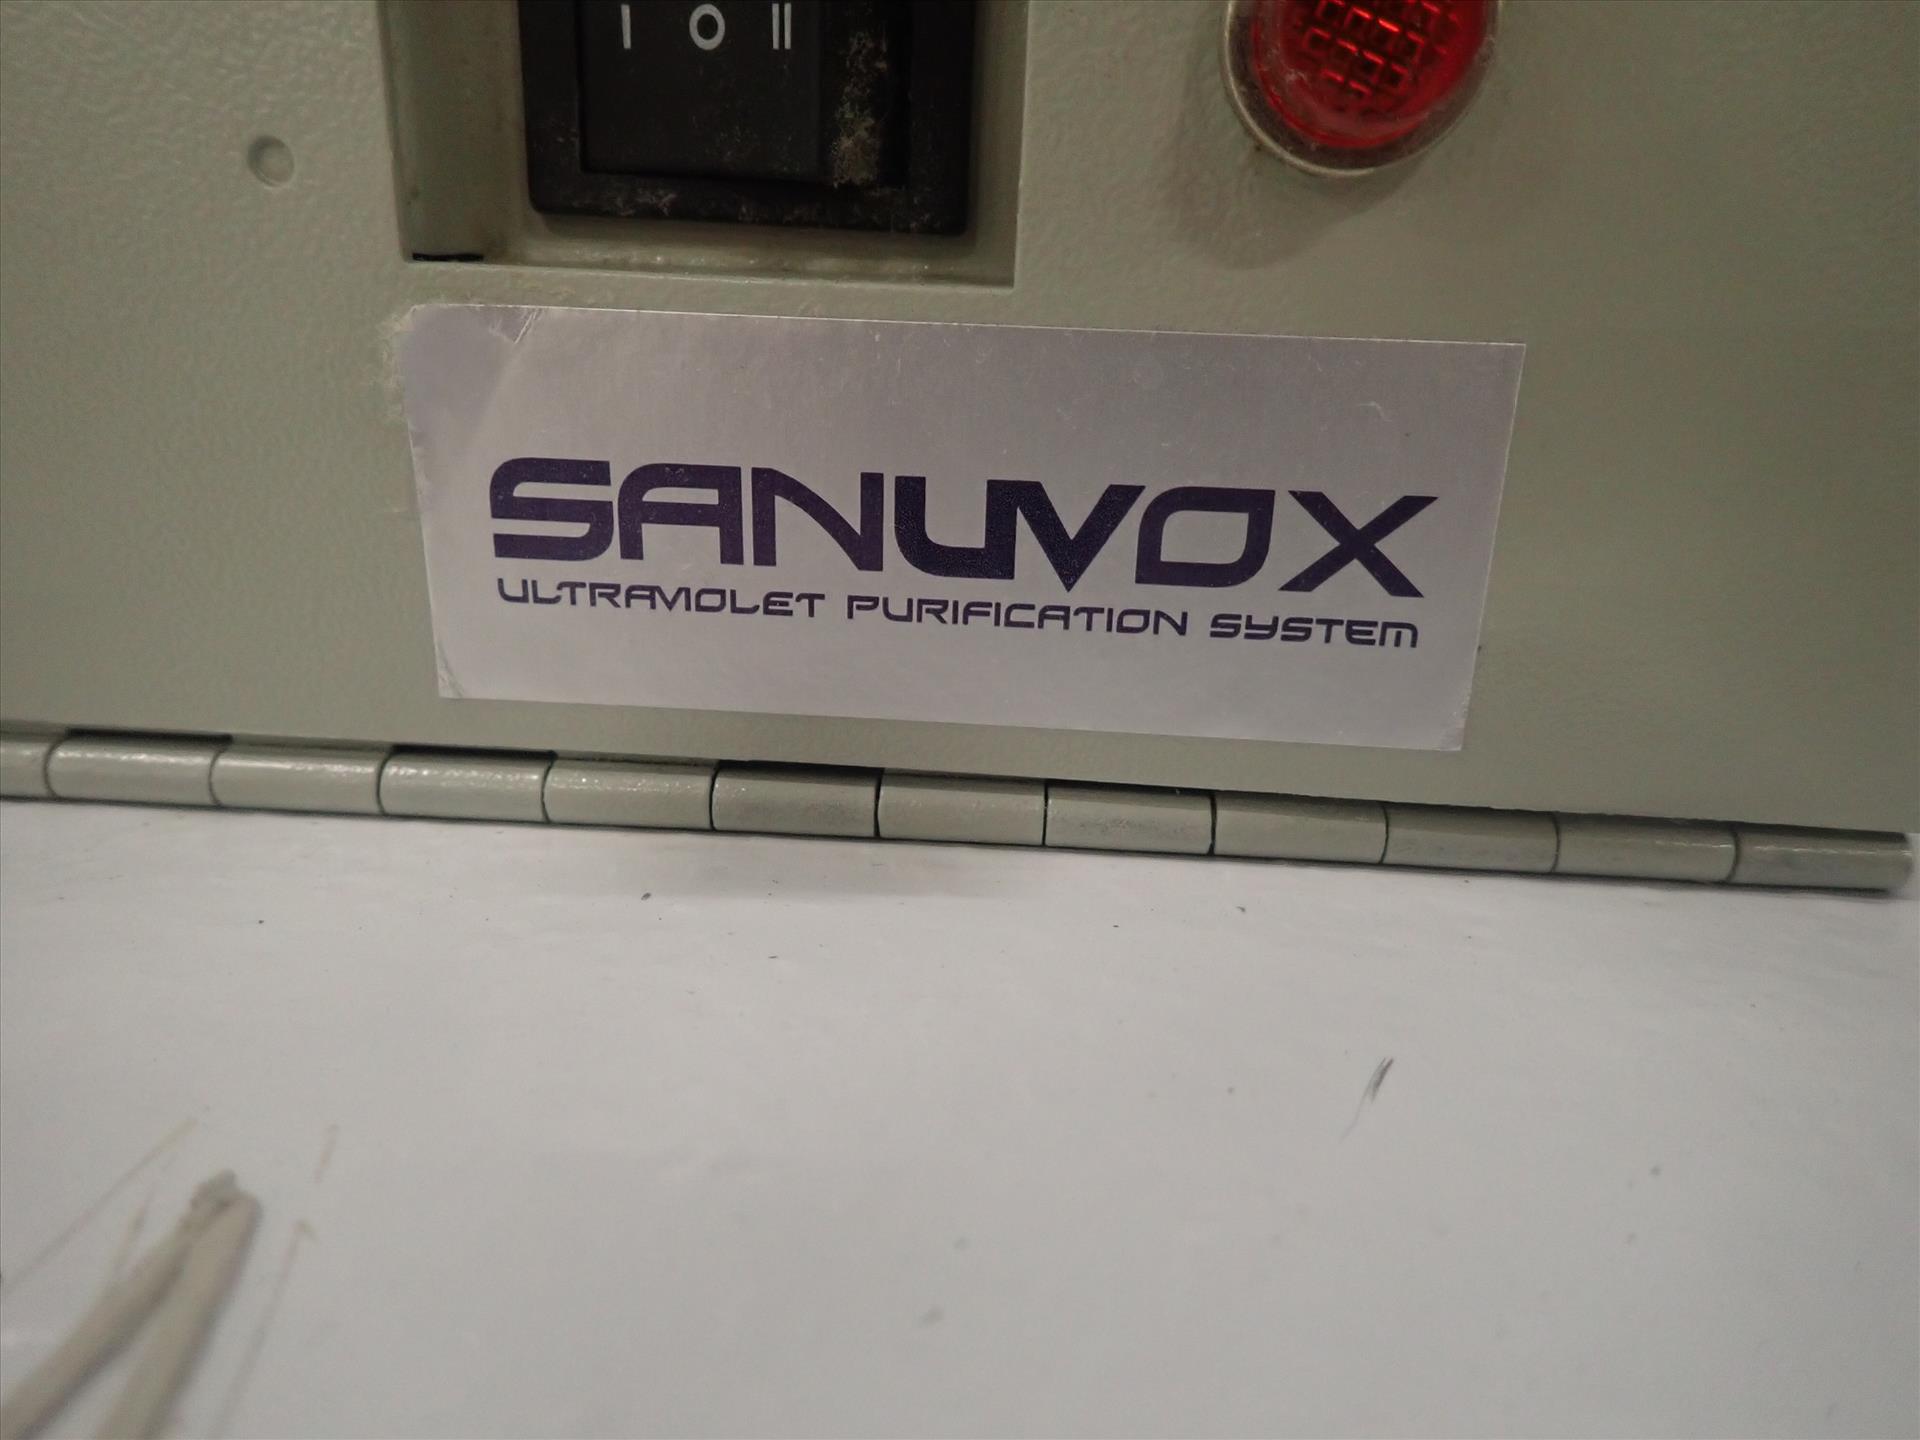 I O II
SANUVOX
ULTRAVIOLET PURIFICATION SYSTEM